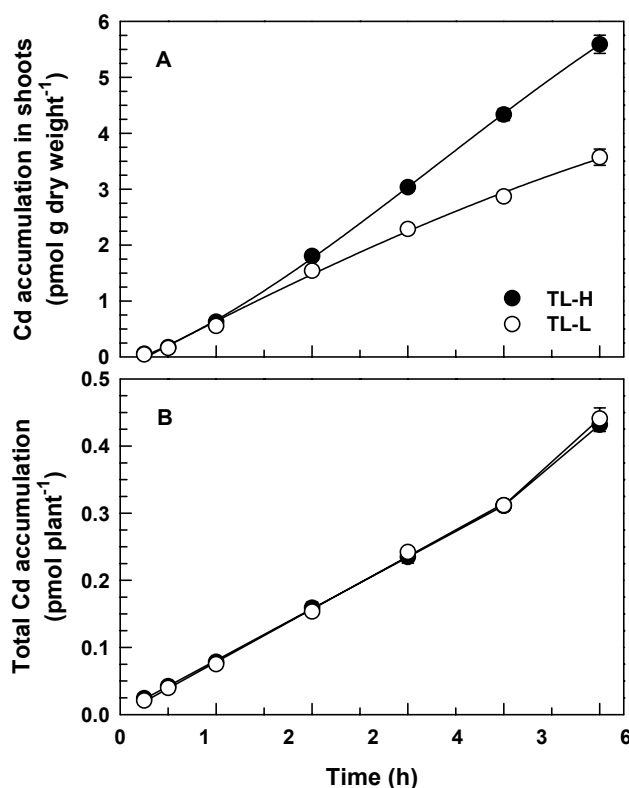 Cd accumulation in shoots
(pmol g dry weight⁻¹)
6
5
4
3
2
1
0
A
TL-H
TL-L
Total Cd accumulation
(pmol plant⁻¹)
0.5
0.4
0.3
0.2
0.1
0.0
B
0 1 2 2 4 3 6
Time (h)